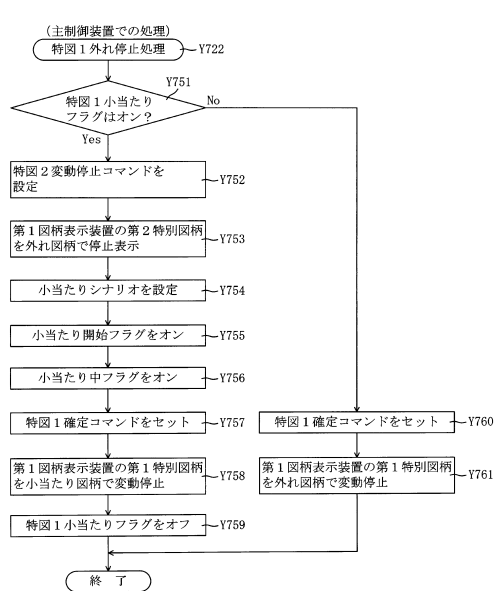 (主制御装置での処理)
特図1外れ停止処理
Y722
Y751
特図1小当たり
フラグはオン?
No
Yes
特図2変動停止コマンドを
設定
Y752
第1図柄表示装置の第2特別図柄
を外れ図柄で停止表示
Y753
小当たりシナリオを設定
Y754
小当たり開始フラグをオン
Y755
小当たり中フラグをオン
Y756
特図1確定コマンドをセット
Y757
特図1確定コマンドをセット
Y760
第1図柄表示装置の第1特別図柄
を小当たり図柄で変動停止
Y758
第1図柄表示装置の第1特別図柄
を外れ図柄で変動停止
Y761
特図1小当たりフラグをオフ
Y759
終 了